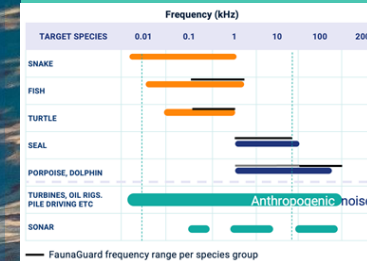 Frequency (kHz)
TARGET SPECIES 0.01 0.1 1 10 100 200
SNAKE
FISH
TURTLE
SEAL
PORPOISE, DOLPHIN
TURBINES, OIL RIGS.
PILE DRIVING ETC
Anthropogenic noise
SONAR
FaunaGuard frequency range per species group